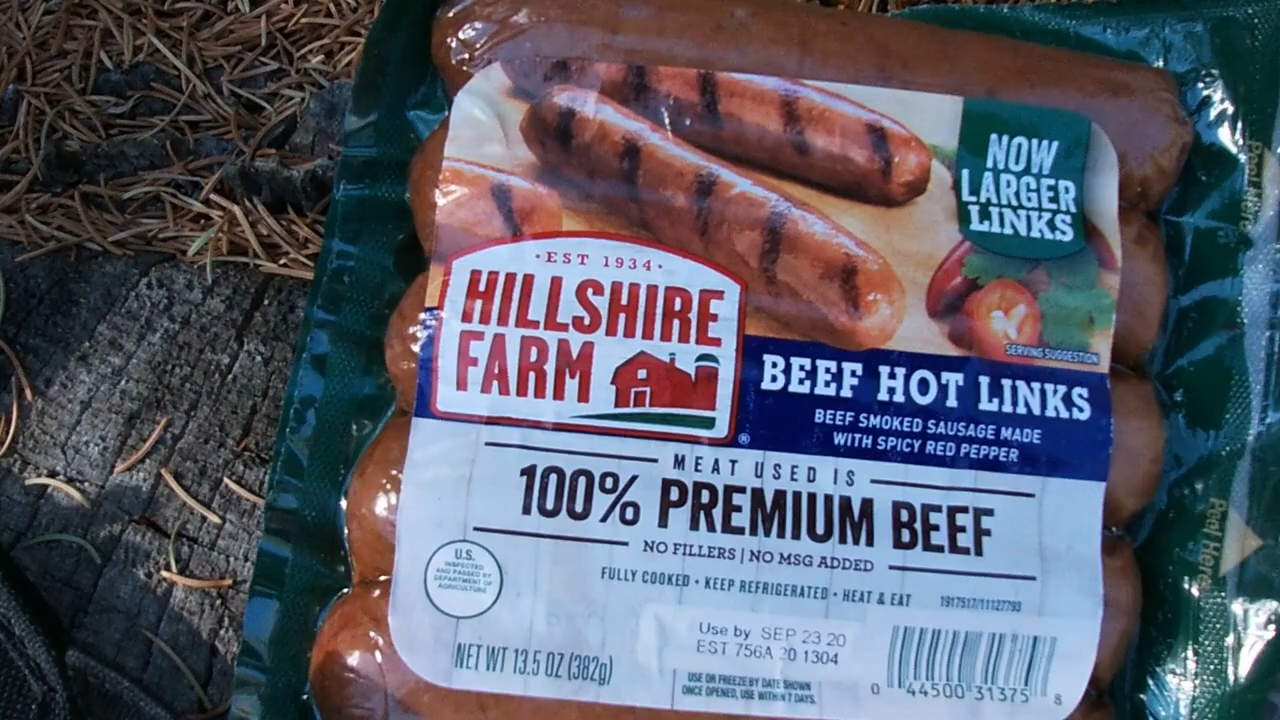 NOW
LARGER
LINKS
·EST 1934·
HILLSHIRE
FARM
®
SERVING SUGGESTION
BEEF HOT LINKS
BEEF SMOKED SAUSAGE MADE
WITH SPICY RED PEPPER
MEAT USED IS
100% PREMIUM BEEF
NO FILLERS | NO MSG ADDED
FULLY COOKED • KEEP REFRIGERATED • HEAT & EAT
1917517/11127793
U.S.
INSPECTED
AND PASSED BY
DEPARTMENT OF
AGRICULTURE
NET WT 13.5 OZ (382g)
Use by SEP 23 20
EST 756A 20 1304
USE OR FREEZE BY DATE SHOWN
ONCE OPENED, USE WITHIN 7 DAYS.
0 44500 31375 8
Peel Here
Peel Here